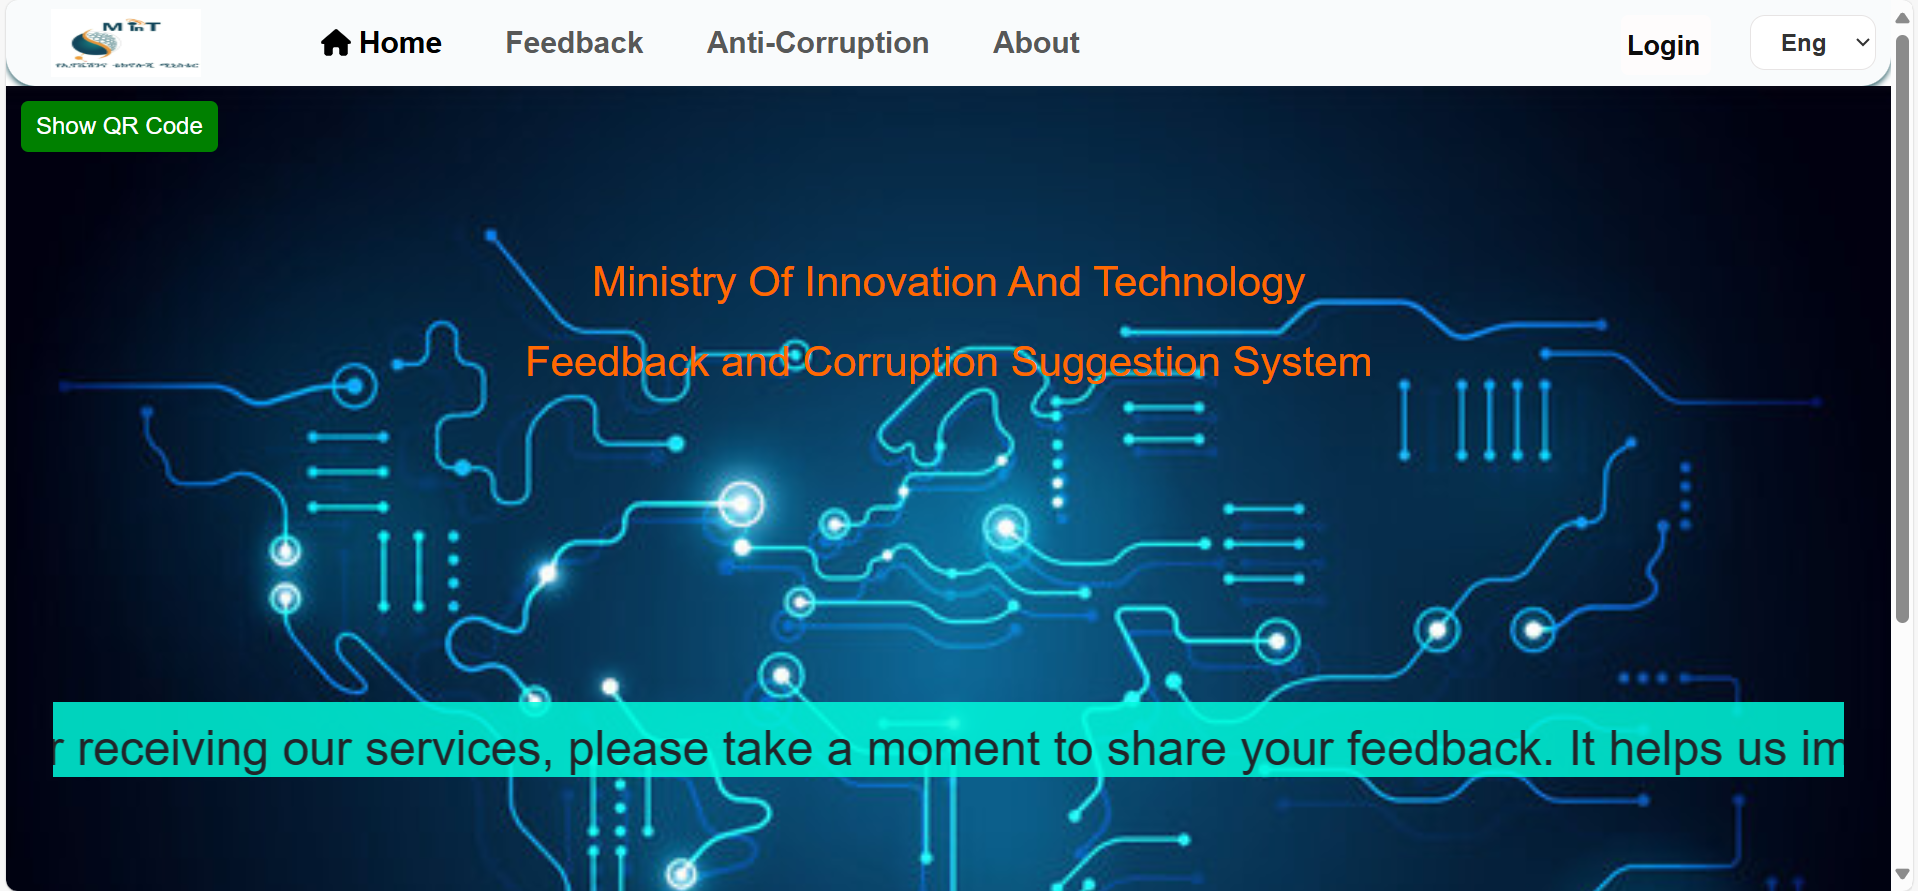 MInT
Home
Feedback
Anti-Corruption
About
Login
Eng
Show QR Code
Ministry Of Innovation And Technology
Feedback and Corruption Suggestion System
receiving our services, please take a moment to share your feedback. It helps us im